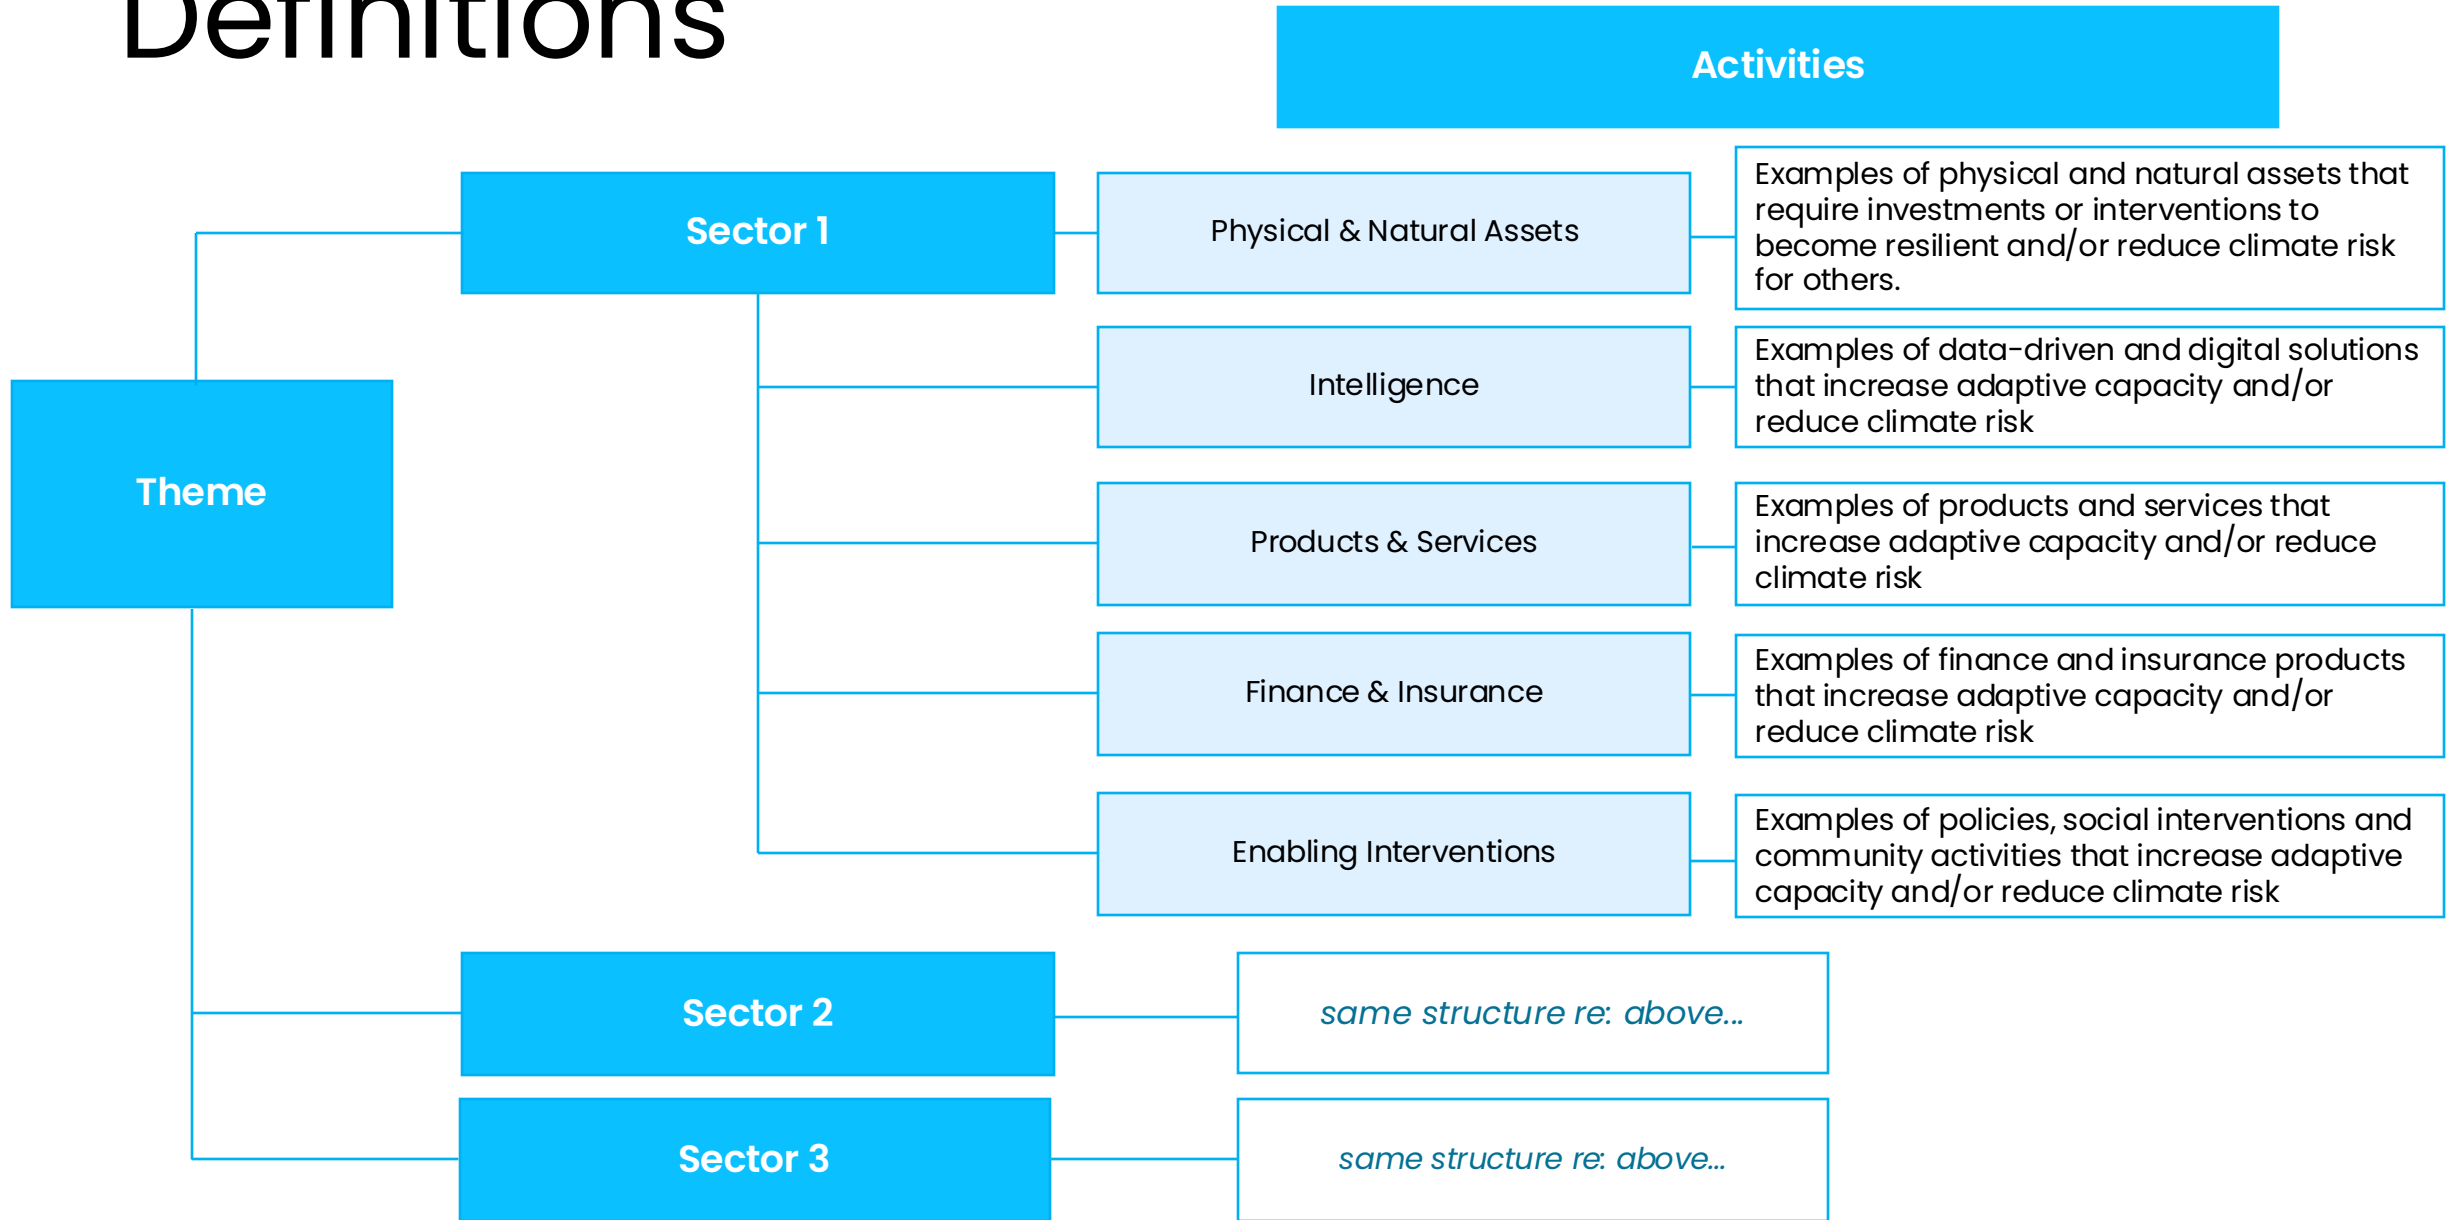 Definitions
Activities
Sector 1
Physical & Natural Assets
Examples of physical and natural assets that
require investments or interventions to
become resilient and/or reduce climate risk
for others.
Intelligence
Examples of data-driven and digital solutions
that increase adaptive capacity and/or
reduce climate risk
Theme
Products & Services
Examples of products and services that
increase adaptive capacity and/or reduce
climate risk
Finance & Insurance
Examples of finance and insurance products
that increase adaptive capacity and/or
reduce climate risk
Enabling Interventions
Examples of policies, social interventions and
community activities that increase adaptive
capacity and/or reduce climate risk
Sector 2
same structure re: above...
Sector 3
same structure re: above...